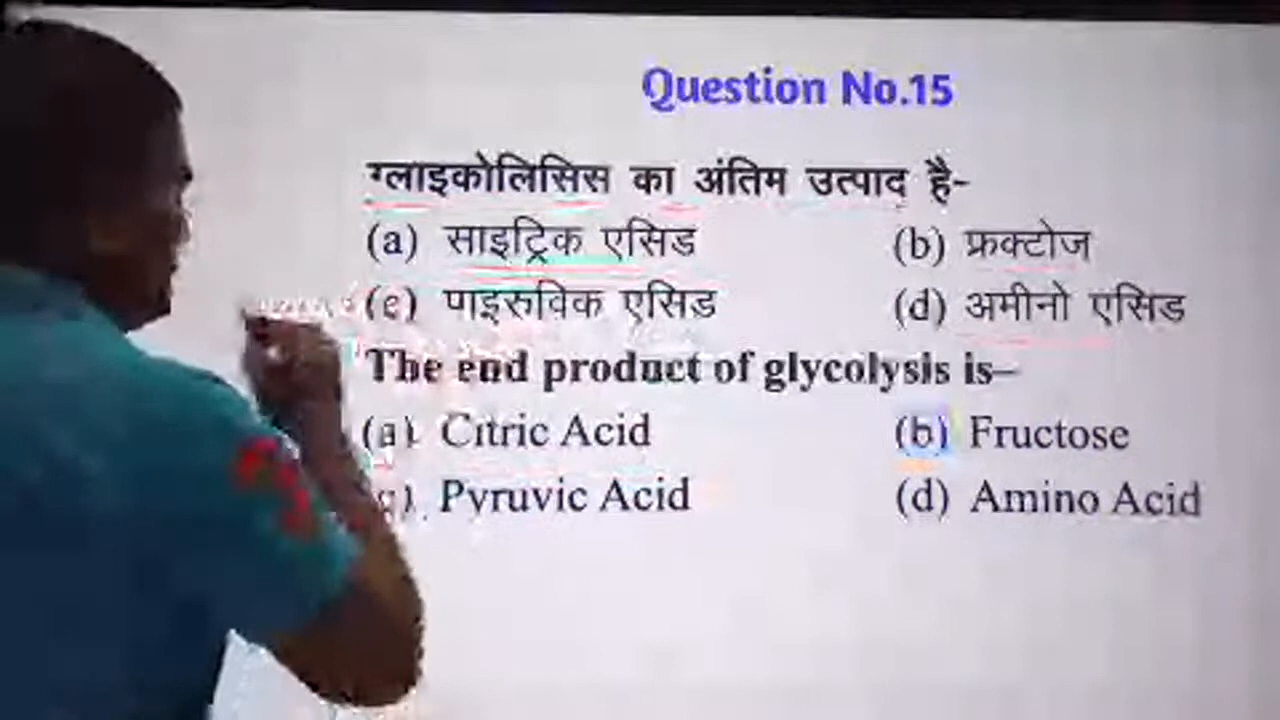 Question No.15
ग्लाइकोलिसिस का अंतिम उत्पाद है-
(a) साइट्रिक एसिड (b) फ्रक्टोज
(c) पाइरुविक एसिड (d) अमीनो एसिड
The end product of glycolysis is–
(a) Citric Acid (b) Fructose
(c) Pyruvic Acid (d) Amino Acid